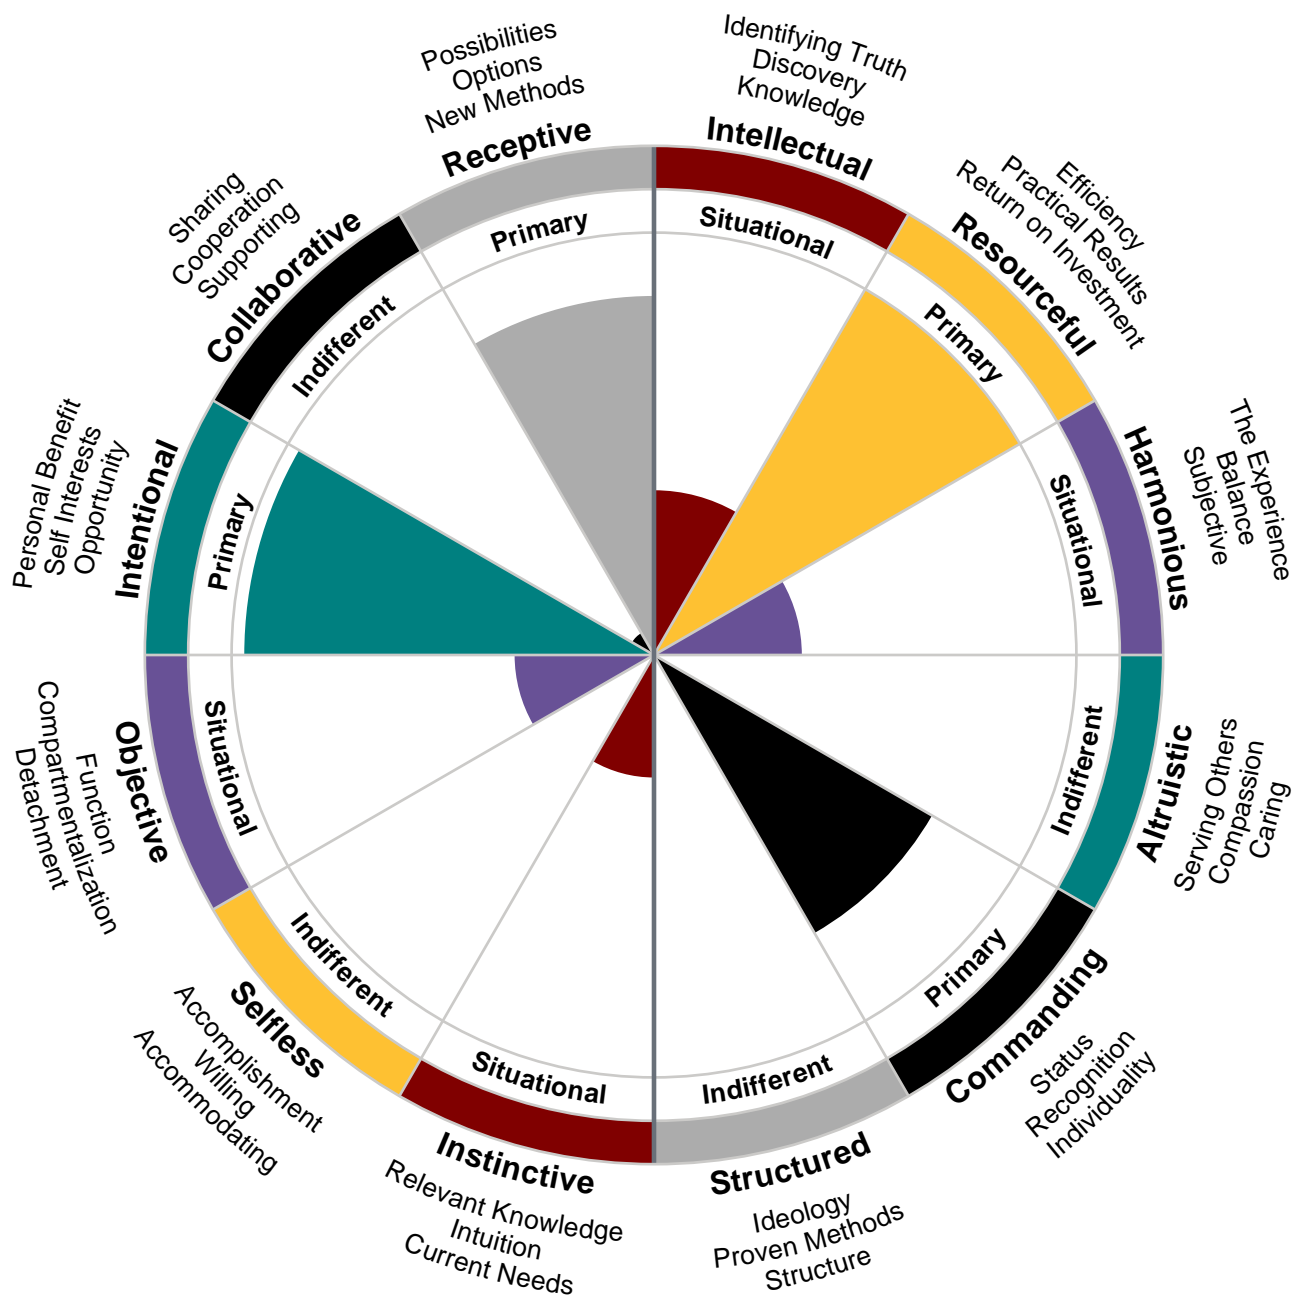 Identifying Truth
Discovery
Knowledge
Intellectual
Situational
Efficiency
Practical Results
Return on Investment
Resourceful
Primary
The Experience
Balance
Subjective
Harmonious
Situational
Altruistic
Serving Others
Compassion
Caring
Indifferent
Commanding
Status
Recognition
Individuality
Primary
Indifferent
Structured
Ideology
Proven Methods
Structure
Situational
Instinctive
Relevant Knowledge
Intuition
Current Needs
Indifferent
Selfless
Accomplishment
Willing
Accommodating
Situational
Objective
Function
Compartmentalization
Detachment
Personal Benefit
Self Interests
Opportunity
Intentional
Primary
Sharing
Cooperation
Supporting
Collaborative
Indifferent
Possibilities
Options
New Methods
Receptive
Primary